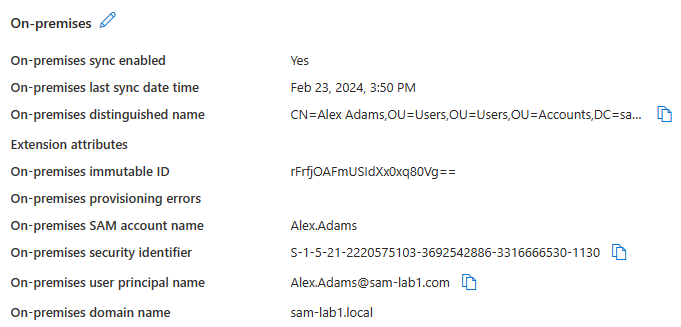 On-premises
On-premises sync enabled Yes
On-premises last sync date time Feb 23, 2024, 3:50 PM
On-premises distinguished name CN=Alex Adams,OU=Users,OU=Users,OU=Accounts,DC=sa...
Extension attributes
On-premises immutable ID rFrfjOAFmUSIdXx0xq80Vg==
On-premises provisioning errors
On-premises SAM account name Alex.Adams
On-premises security identifier S-1-5-21-2220575103-3692542886-3316666530-1130
On-premises user principal name Alex.Adams@sam-lab1.com
On-premises domain name sam-lab1.local